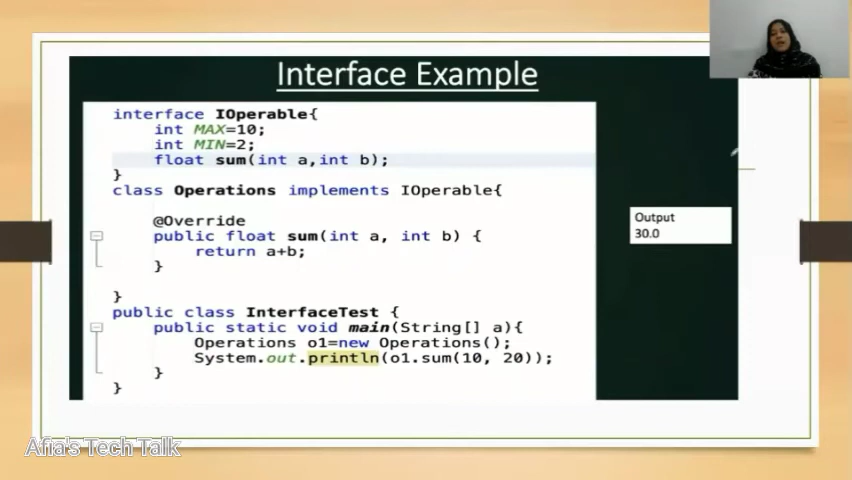 Interface Example
interface IOperable{
int MAX=10;
int MIN=2;
float sum(int a,int b);
}
class Operations implements IOperable{
@Override
public float sum(int a, int b) {
return a+b;
}
}
public class InterfaceTest {
public static void main(String[] a){
Operations o1=new Operations();
System.out.println(o1.sum(10, 20));
}
}
Output
30.0
Afia's Tech Talk